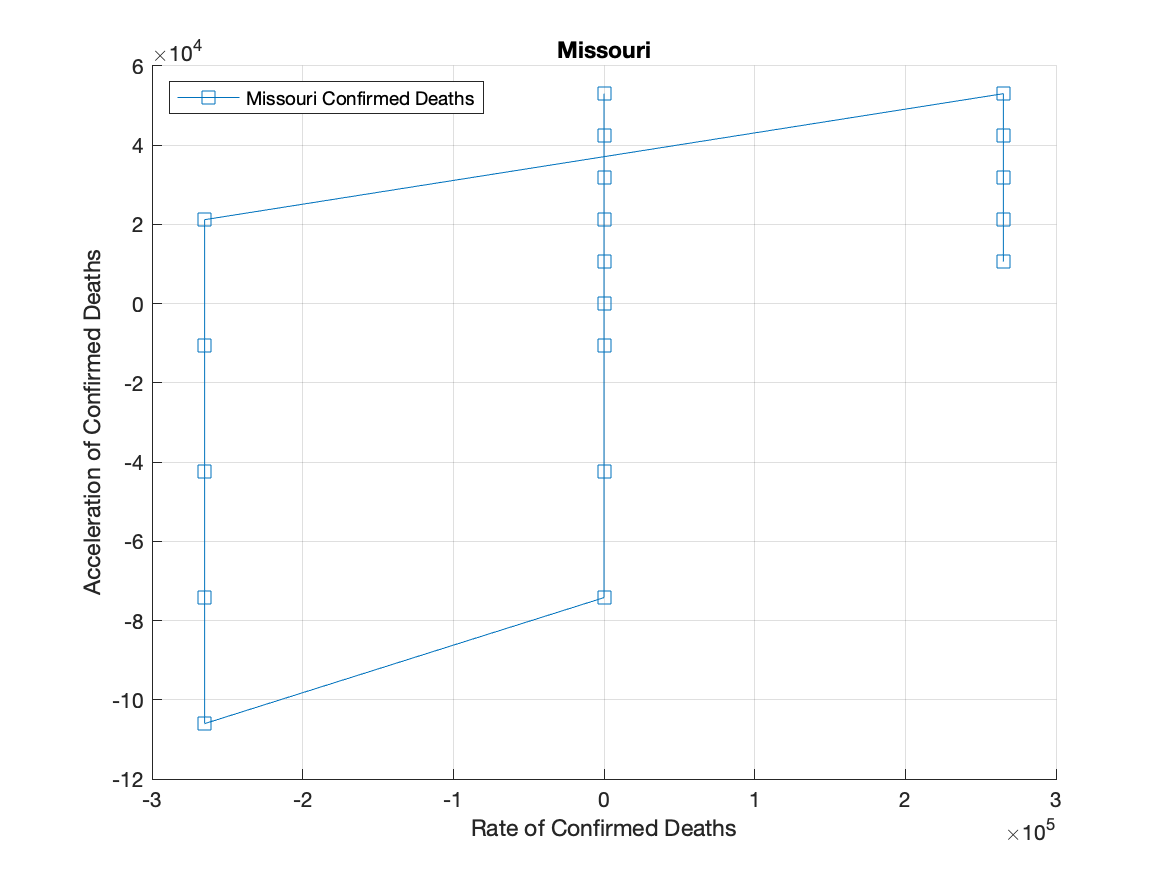 Missouri
×10^4
Missouri Confirmed Deaths
6
4
2
0
-2
-4
-6
-8
-10
-12
Acceleration of Confirmed Deaths
-3 -2 -1 0 1 2 3
Rate of Confirmed Deaths
×10^5